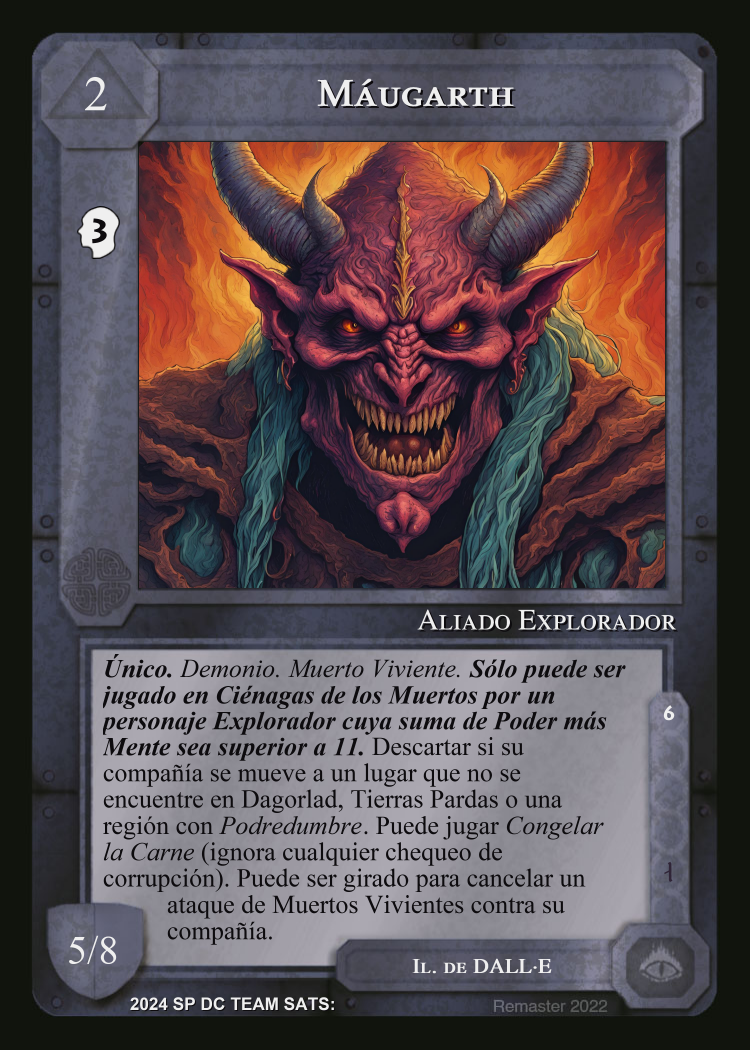 2
MÁUGARTH
3
ALIADO EXPLORADOR
Único. Demonio. Muerto Viviente. Sólo puede ser
jugado en Ciénagas de los Muertos por un
personaje Explorador cuya suma de Poder más
Mente sea superior a 11. Descartar si su
compañía se mueve a un lugar que no se
encuentre en Dagorlad, Tierras Pardas o una
región con Podredumbre. Puede jugar Congelar
la Carne (ignora cualquier chequeo de
corrupción). Puede ser girado para cancelar un
ataque de Muertos Vivientes contra su
compañía.
6
5/8
IL. DE DALL·E
2024 SP DC TEAM SATS:
Remaster 2022